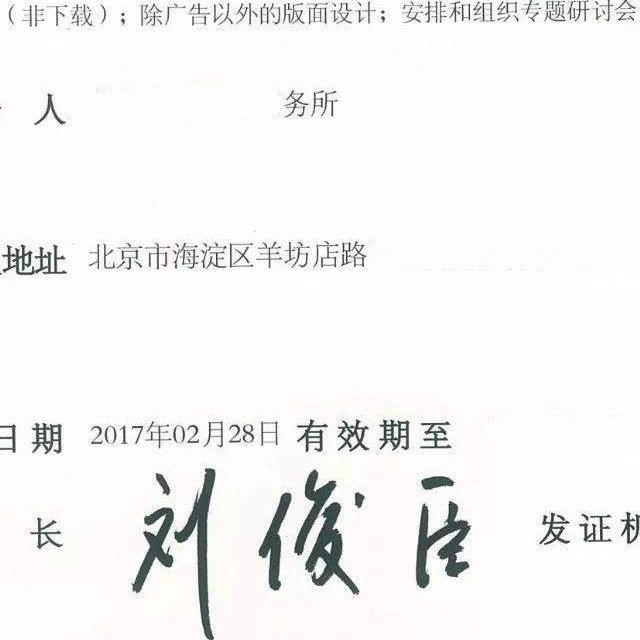 （非下载）；除广告以外的版面设计；安排和组织专题研讨会
人 务所
地址 北京市海淀区羊坊店路
日期 2017年02月28日 有效期至
长 刘俊臣 发证机